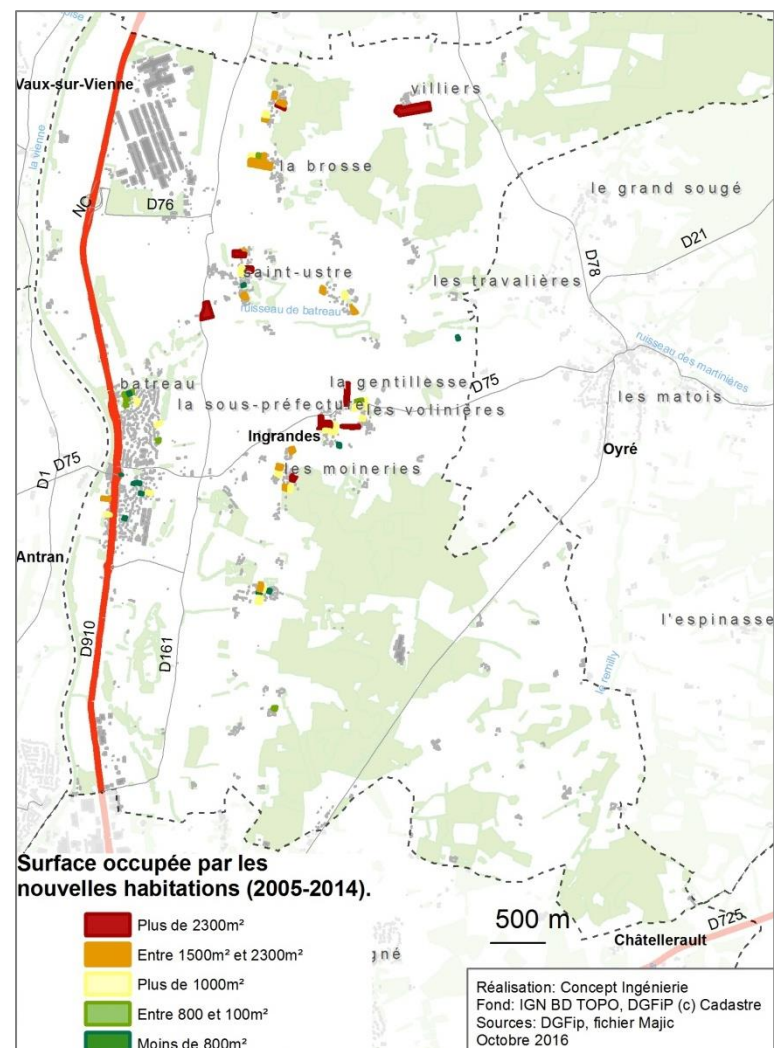 Vaux-sur-Vienne
villiers
la vienne
la brosse
le grand sougé
NC
D76
D21
D78
saint-ustre
les travalières
ruisseau de batreau
ruisseau des martinières
batreau
la gentillesse
D75
la sous-préfecture
les volinières
les matois
Ingrandes
Oyré
les moineries
D1
D75
Antran
l'espinasse
D910
D161
le remilly
Surface occupée par les
nouvelles habitations (2005-2014).
Plus de 2300m²
Entre 1500m² et 2300m²
Plus de 1000m²
Entre 800 et 100m²
Moins de 800m²
500 m
D725
Châtellerault
gné
Réalisation: Concept Ingénierie
Fond: IGN BD TOPO, DGFiP (c) Cadastre
Sources: DGFip, fichier Majic
Octobre 2016